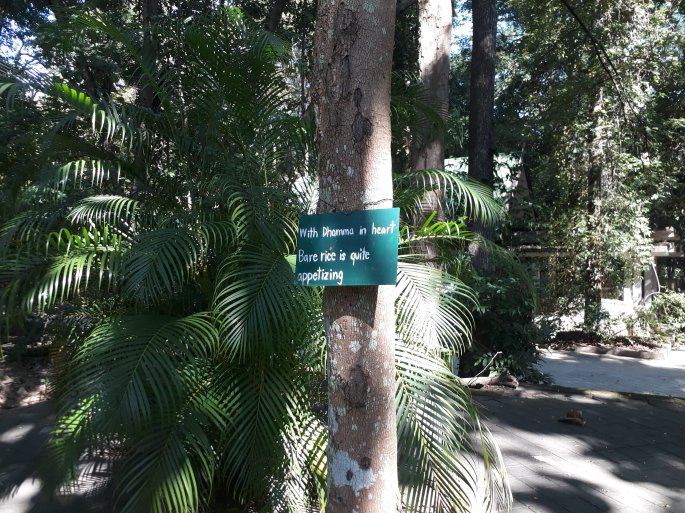 With Dhamma in heart
Bare rice is quite
appetizing